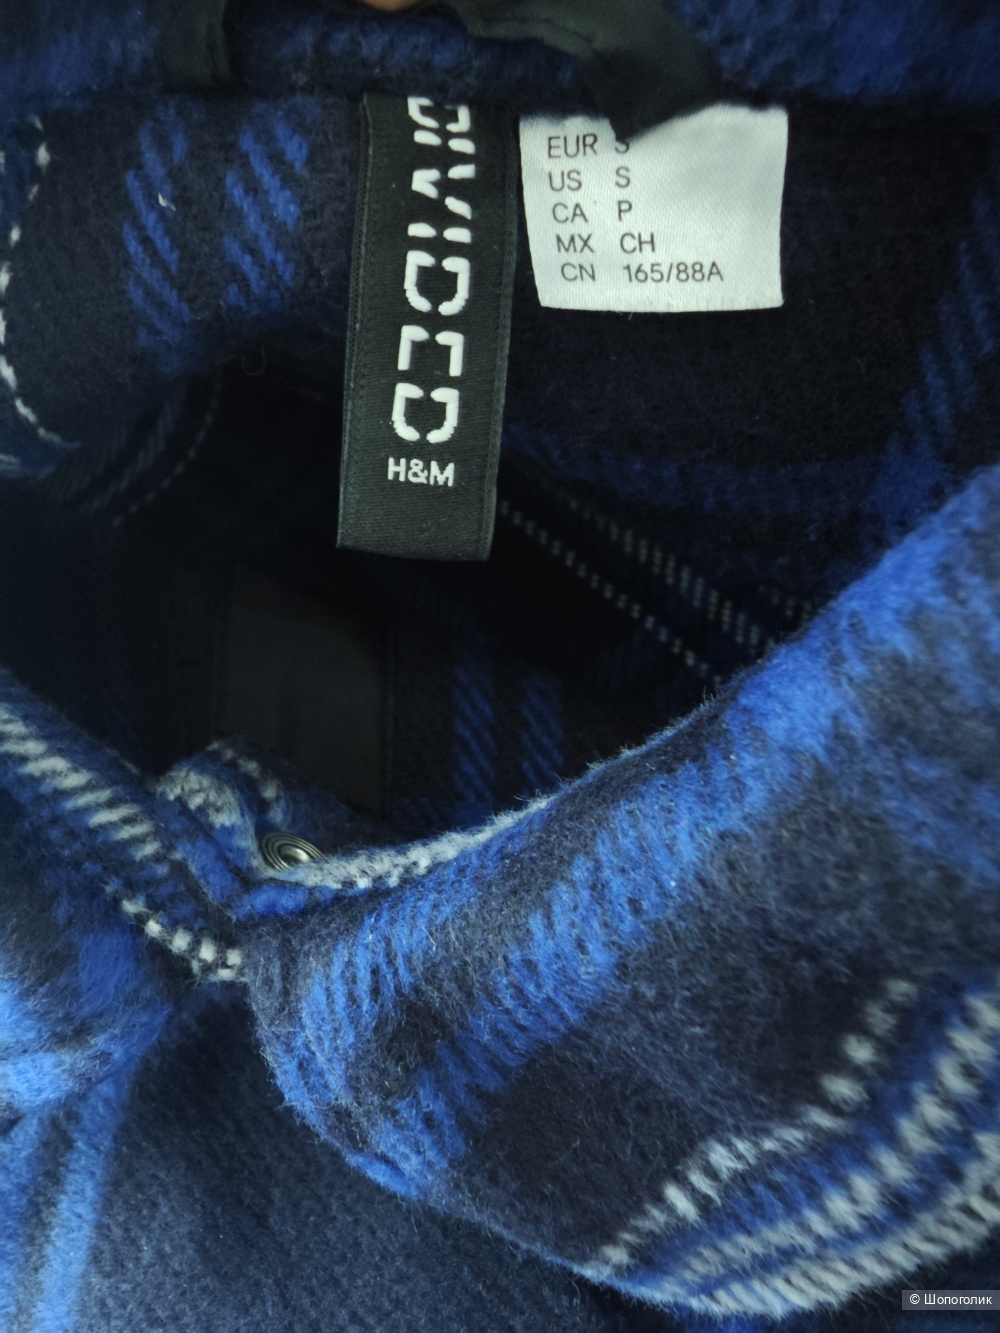 DIVIDED
H&M
EUR S
US S
CA P
MX CH
CN 165/88A
© Шопоголик